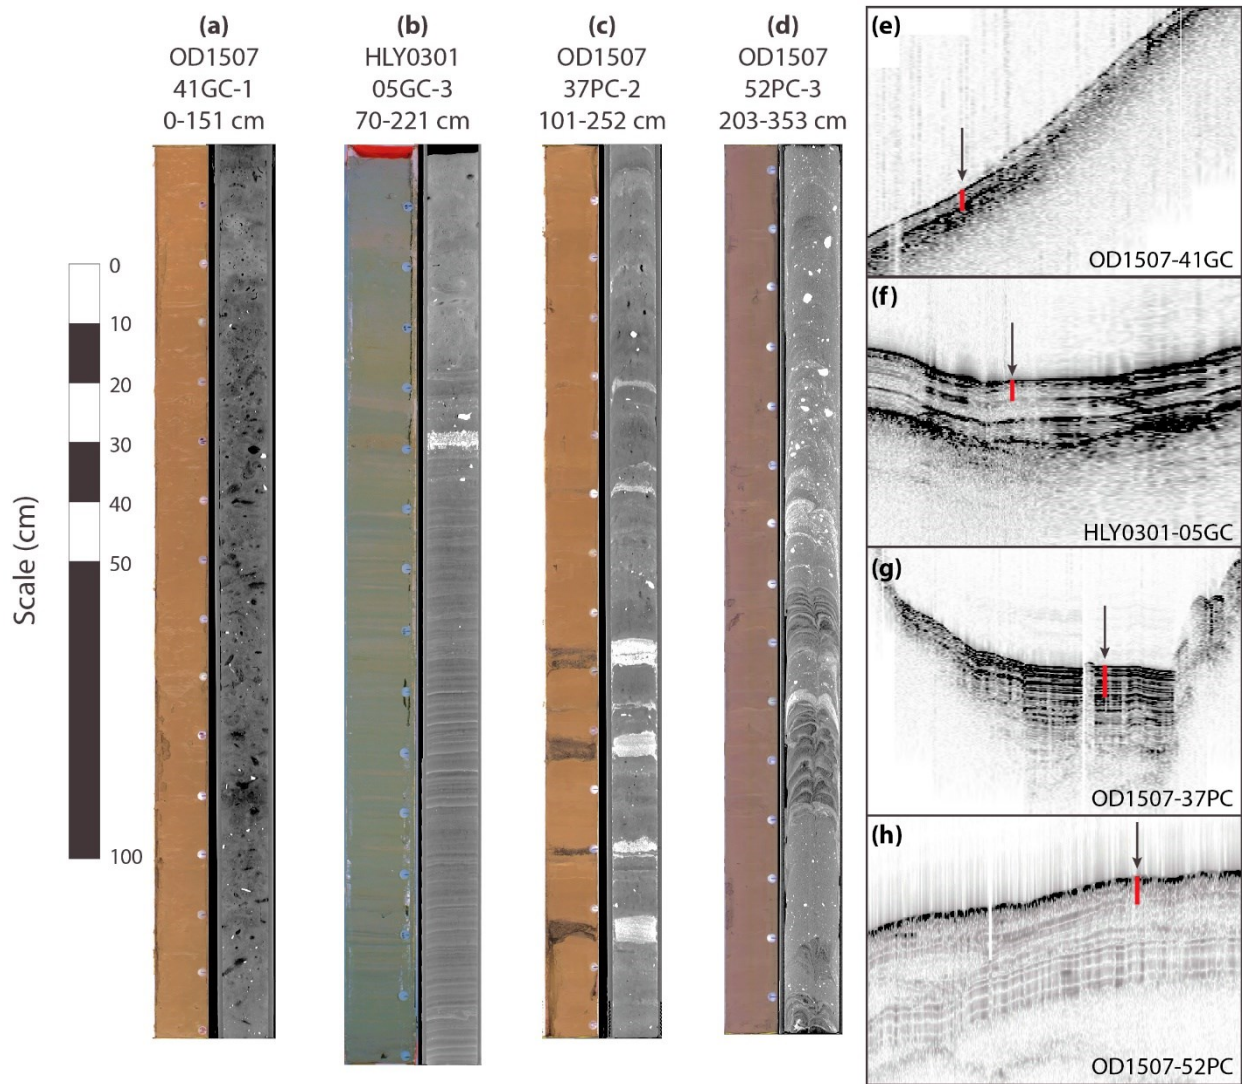 (a)
OD1507
41GC-1
0-151 cm
(b)
HLY0301
05GC-3
70-221 cm
(c)
OD1507
37PC-2
101-252 cm
(d)
OD1507
52PC-3
203-353 cm
Scale (cm)
0
10
20
30
40
50
100
(e)
OD1507-41GC
(f)
HLY0301-05GC
(g)
OD1507-37PC
(h)
OD1507-52PC